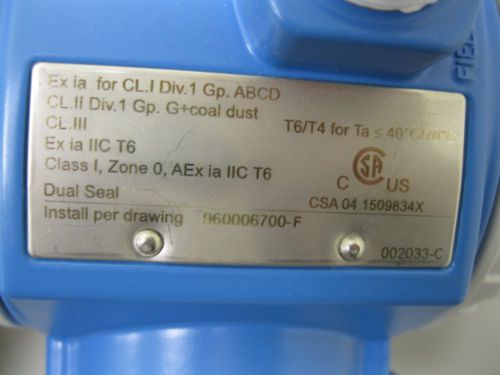 Ex ia for CL.I Div.1 Gp. ABCD
CL.II Div.1 Gp. G+coal dust
CL.III
T6/T4 for Ta ≤ 40°C/70°C
Ex ia IIC T6
Class I, Zone 0, AEx ia IIC T6
C SA US
Dual Seal
CSA 04 1509834X
Install per drawing 960006700-F
002033-C